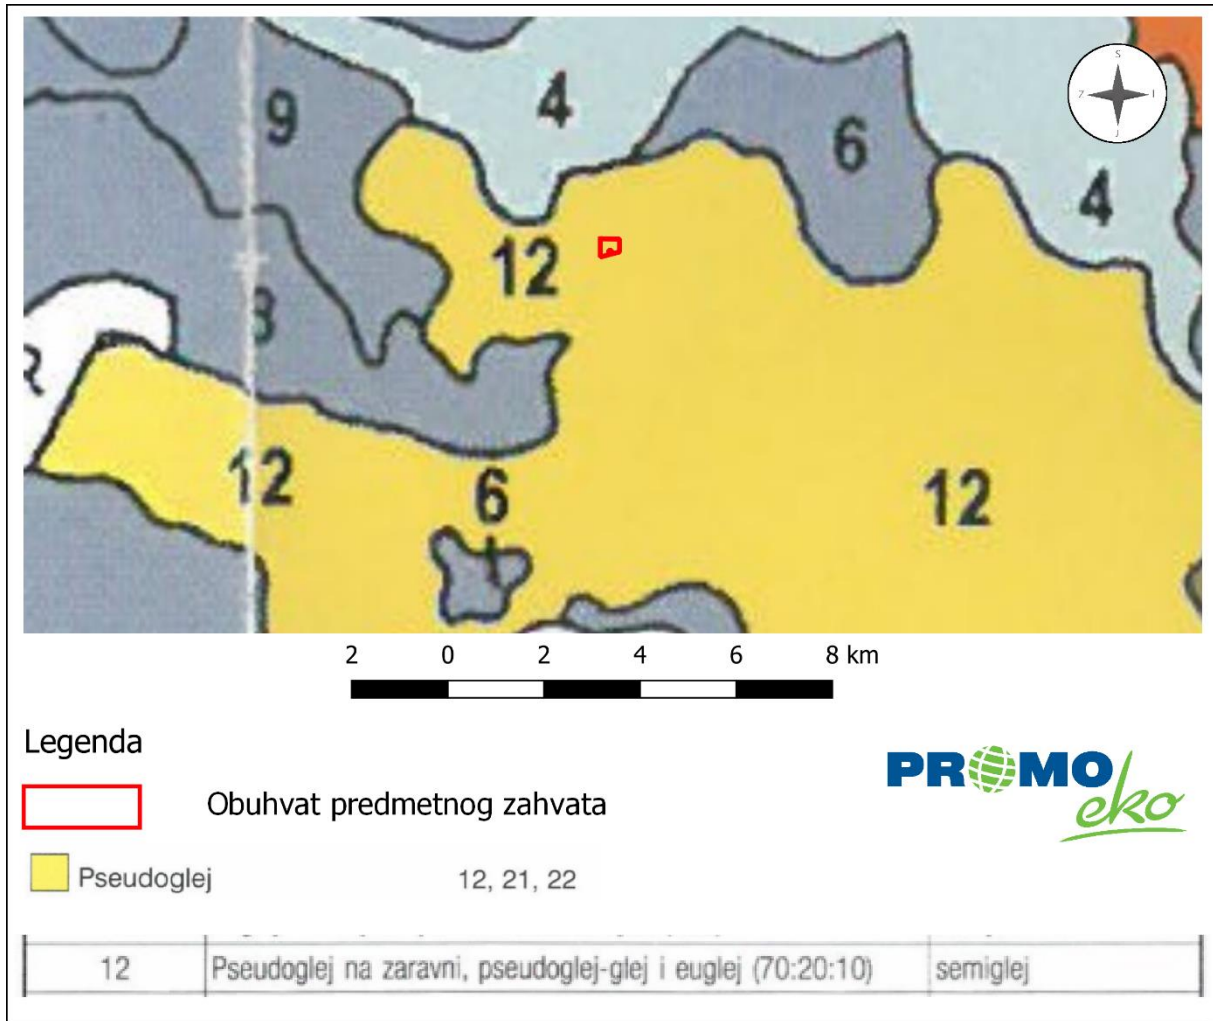 4
9
6
4
12
8
12
12
6
2 0 2 4 6 8 km
S
Z I
J
Legenda
PROMO
eko
Obuhvat predmetnog zahvata
Pseudoglej 12, 21, 22
12 Pseudoglej na zaravni, pseudoglej-glej i euglej (70:20:10) semiglej